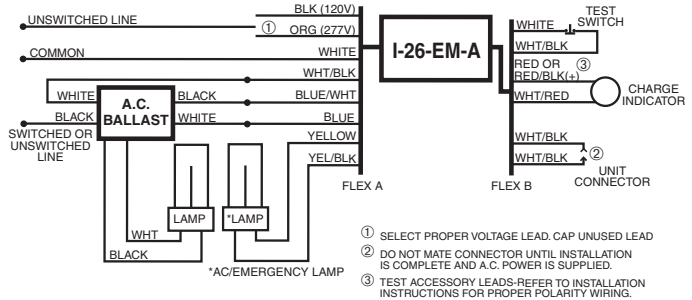 BLK (120V)
UNSWITCHED LINE
① ORG (277V)
COMMON
WHITE
WHT/BLK
WHITE
A.C.
BALLAST
BLACK
BLUE/WHT
BLACK
WHITE
BLUE
SWITCHED OR
UNSWITCHED
LINE
YELLOW
YEL/BLK
FLEX A
LAMP
*LAMP
WHT
BLACK
*AC/EMERGENCY LAMP
I-26-EM-A
TEST
SWITCH
WHITE
WHT/BLK
RED OR
RED/BLK(+)
③
WHT/RED
CHARGE
INDICATOR
WHT/BLK
②
WHT/BLK
UNIT
CONNECTOR
FLEX B
① SELECT PROPER VOLTAGE LEAD. CAP UNUSED LEAD
② DO NOT MATE CONNECTOR UNTIL INSTALLATION
IS COMPLETE AND A.C. POWER IS SUPPLIED.
③ TEST ACCESSORY LEADS-REFER TO INSTALLATION
INSTRUCTIONS FOR PROPER POLARITY WIRING.